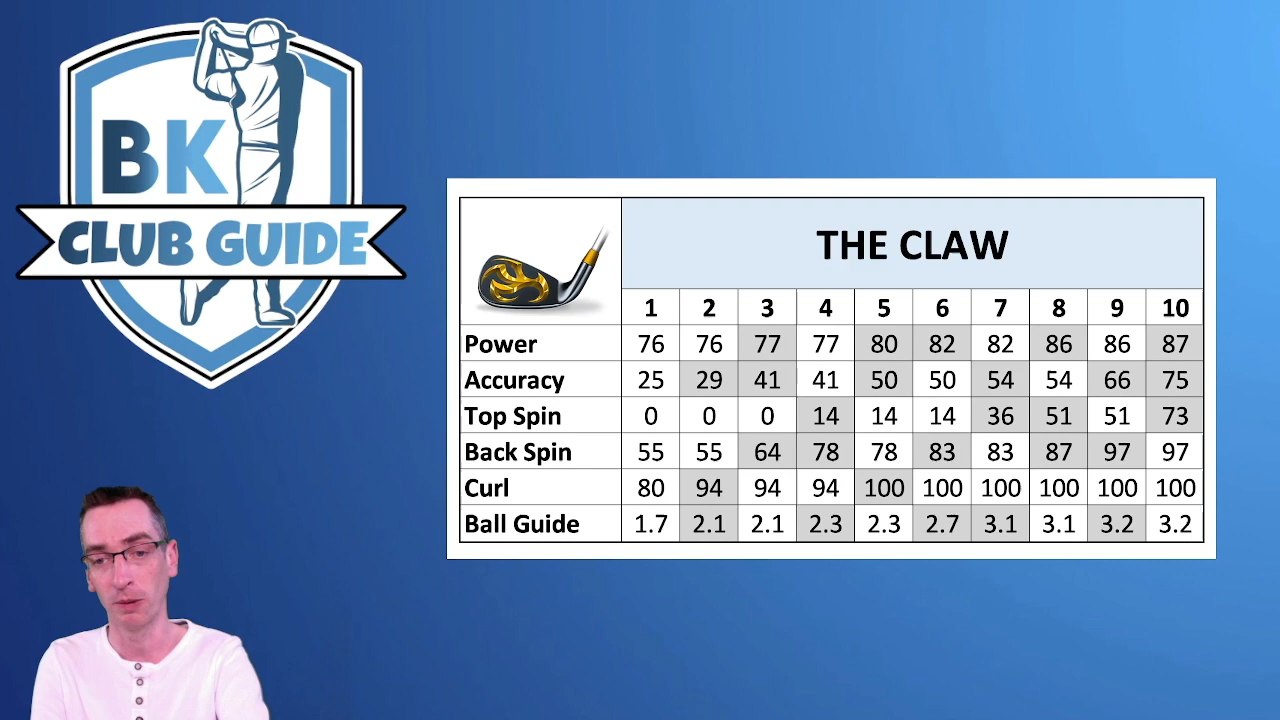 BK
CLUB GUIDE
THE CLAW
1 2 3 4 5 6 7 8 9 10
Power 76 76 77 77 80 82 82 86 86 87
Accuracy 25 29 41 41 50 50 54 54 66 75
Top Spin 0 0 0 14 14 14 36 51 51 73
Back Spin 55 55 64 78 78 83 83 87 97 97
Curl 80 94 94 94 100 100 100 100 100 100
Ball Guide 1.7 2.1 2.1 2.3 2.3 2.7 3.1 3.1 3.2 3.2